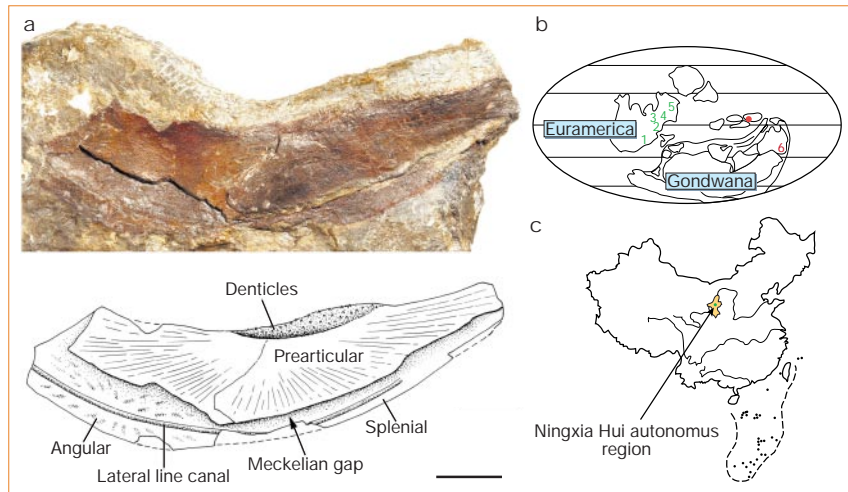 a
Denticles
Prearticular
Splenial
Meckelian gap
Lateral line canal
Angular
b
Euramerica
1
2
3
4
5
6
Gondwana
c
Ningxia Hui autonomus
region